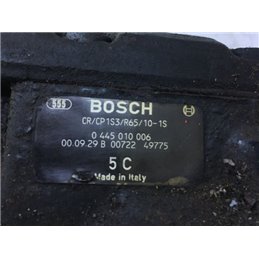 555 BOSCH
CR/CP1S3/R65/10-1S
0 445 010 006
00.09.29 B 00722 49775
5 C
Made in Italy